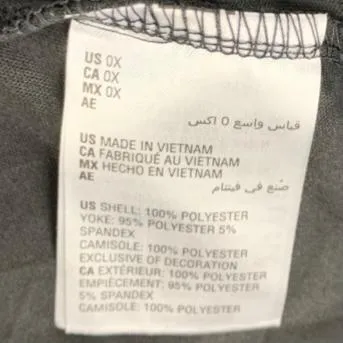 US 0X
CA 0X
MX 0X
AE
قياس واسع 0 اكس
US MADE IN VIETNAM
CA FABRIQUÉ AU VIETNAM
MX HECHO EN VIETNAM
AE
صُنع في فيتنام
US SHELL: 100% POLYESTER
YOKE: 95% POLYESTER 5%
SPANDEX
CAMISOLE: 100% POLYESTER
EXCLUSIVE OF DECORATION
CA EXTÉRIEUR: 100% POLYESTER
EMPIÈCEMENT: 95% POLYESTER
5% SPANDEX
CAMISOLE: 100% POLYESTER